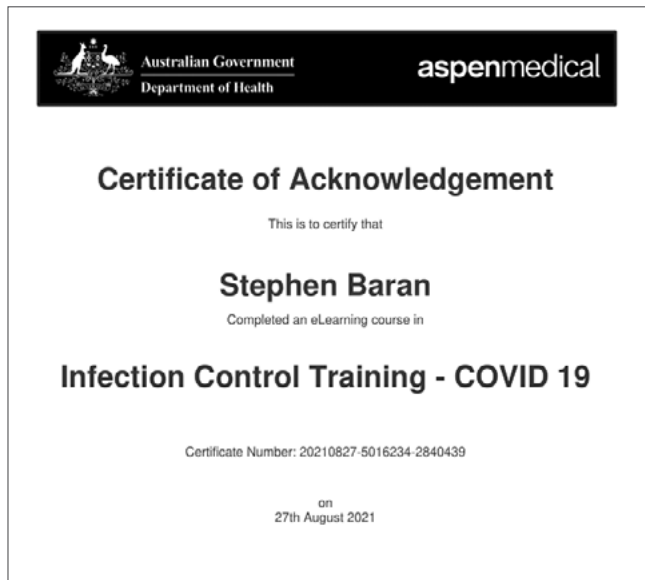 Australian Government
Department of Health
aspenmedical
Certificate of Acknowledgement
This is to certify that
Stephen Baran
Completed an eLearning course in
Infection Control Training - COVID 19
Certificate Number: 20210827-5016234-2840439
on
27th August 2021